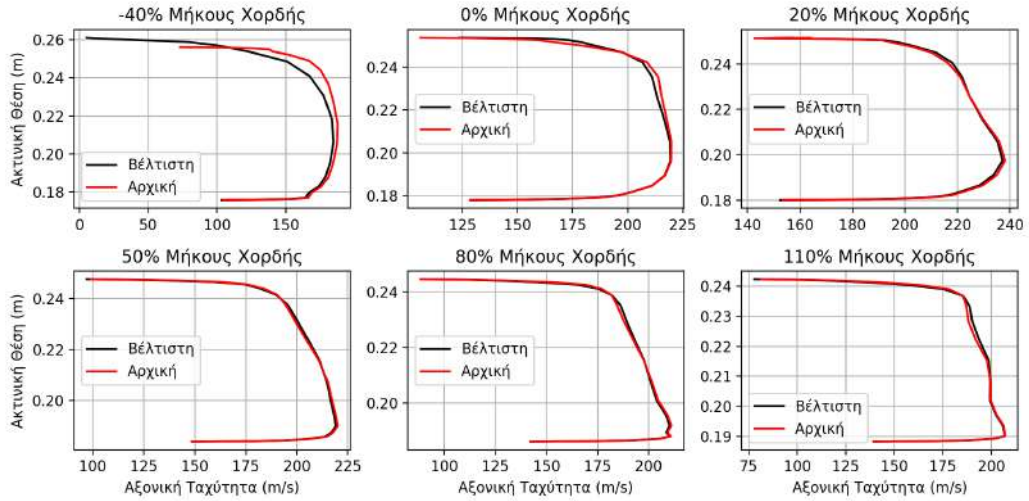 -40% Μήκους Χορδής
0% Μήκους Χορδής
20% Μήκους Χορδής
Ακτινική Θέση (m)
0.26
0.24
0.22
0.20
0.18
Βέλτιστη
Αρχική
0 50 100 150
0.24
0.22
0.20
0.18
Βέλτιστη
Αρχική
125 150 175 200 225
0.24
0.22
0.20
0.18
Βέλτιστη
Αρχική
140 160 180 200 220 240
50% Μήκους Χορδής
80% Μήκους Χορδής
110% Μήκους Χορδής
Ακτινική Θέση (m)
0.24
0.22
0.20
Βέλτιστη
Αρχική
100 125 150 175 200 225
Αξονική Ταχύτητα (m/s)
0.24
0.22
0.20
Βέλτιστη
Αρχική
100 125 150 175 200
Αξονική Ταχύτητα (m/s)
0.24
0.23
0.22
0.21
0.20
0.19
Βέλτιστη
Αρχική
75 100 125 150 175 200
Αξονική Ταχύτητα (m/s)